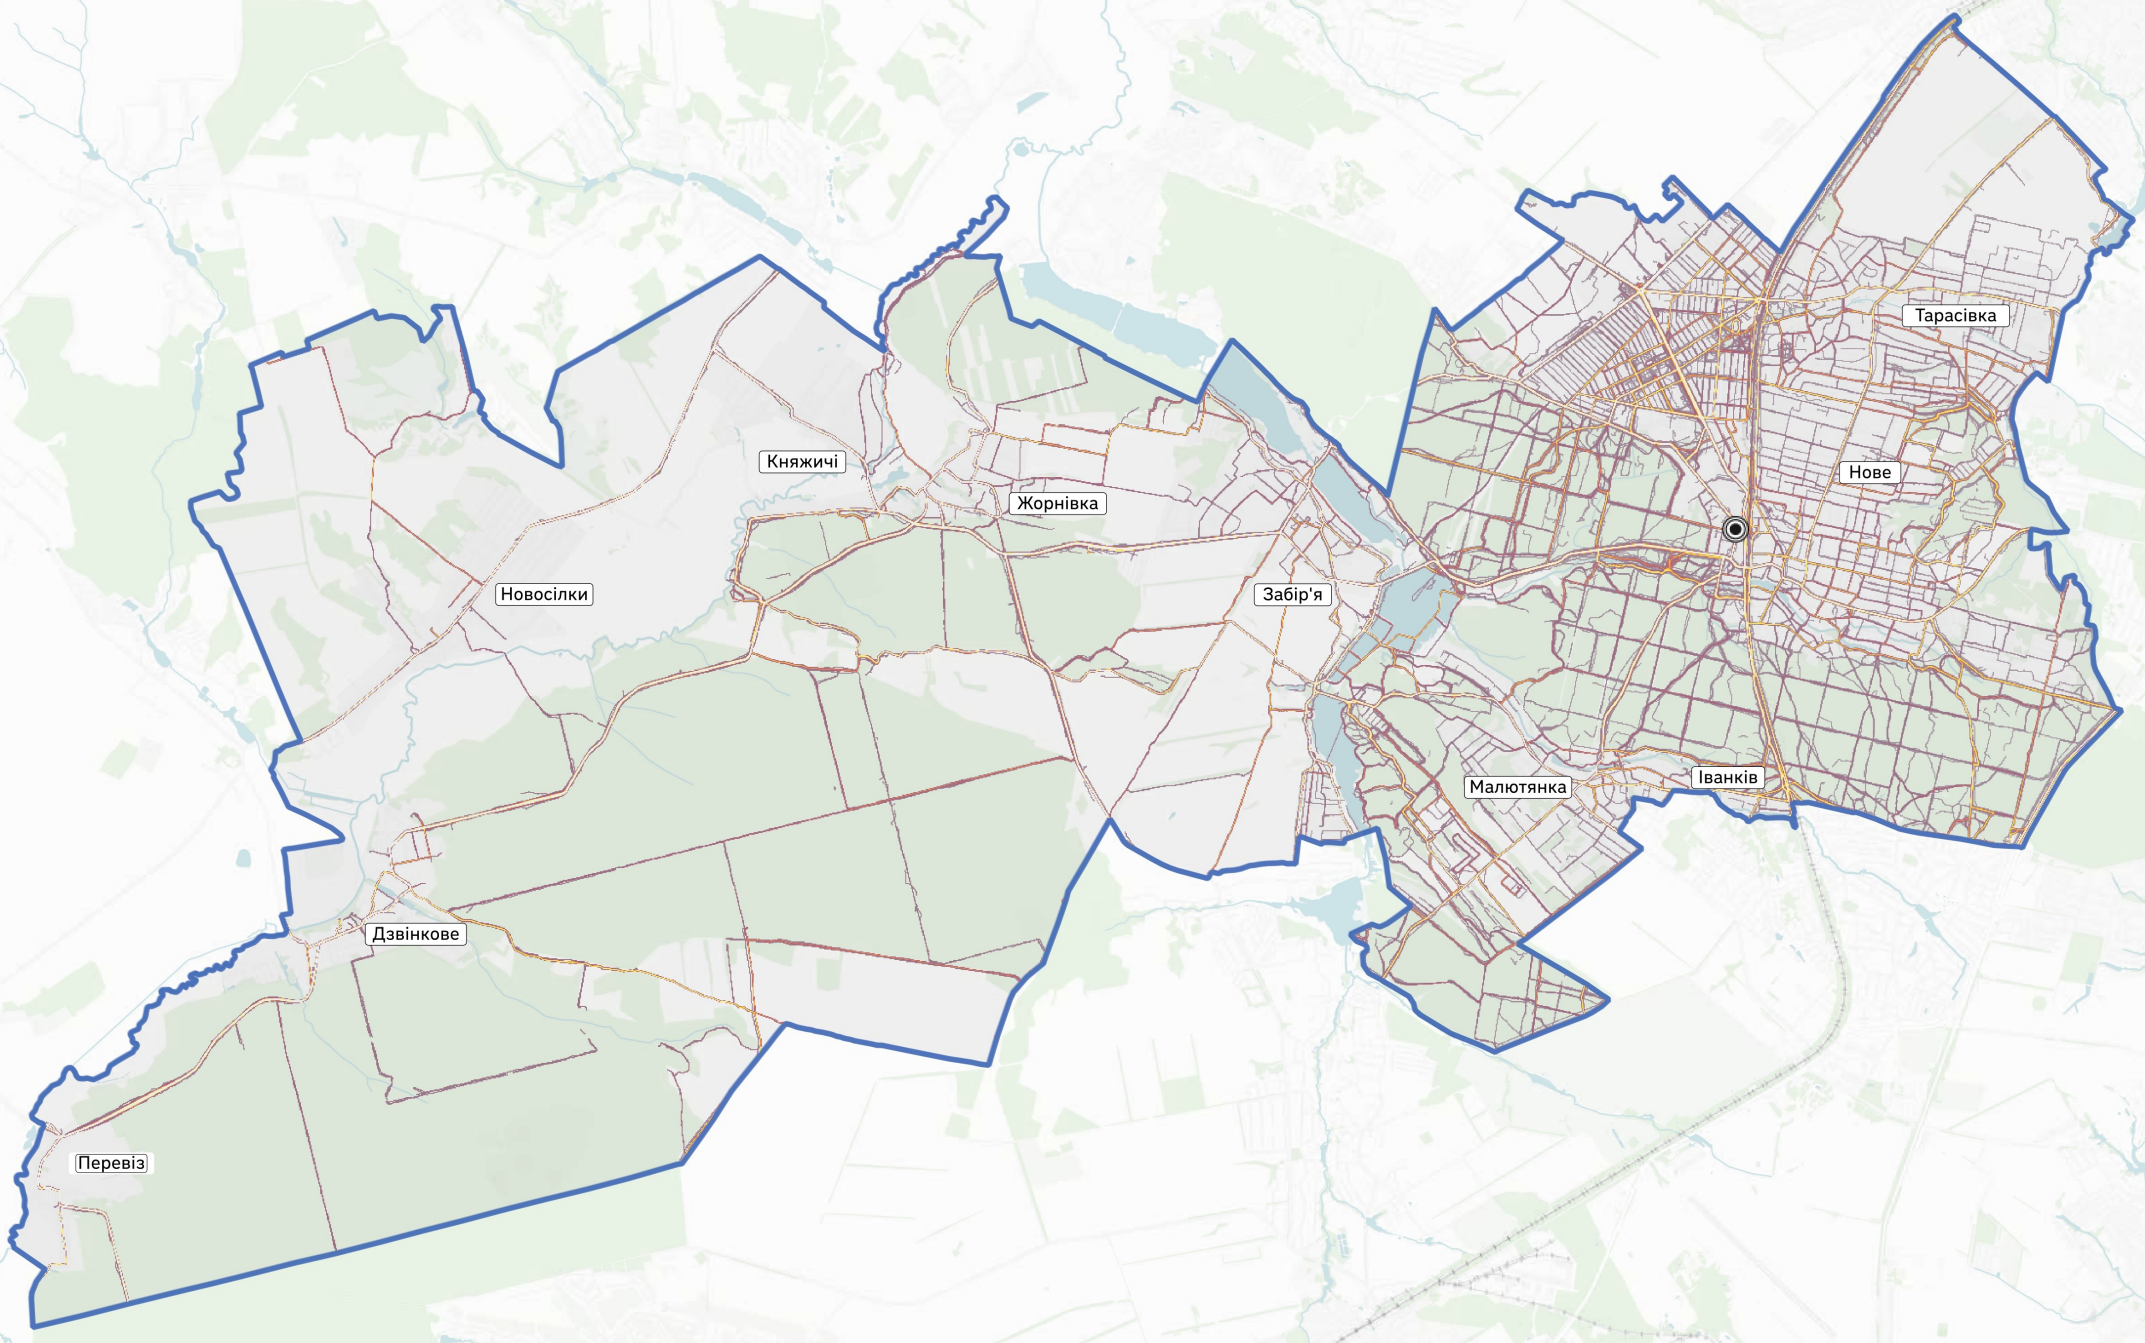 Тарасівка
Княжичі
Нове
Жорнівка
Новосілки
Забір'я
Іванків
Малютянка
Дзвінкове
Перевіз